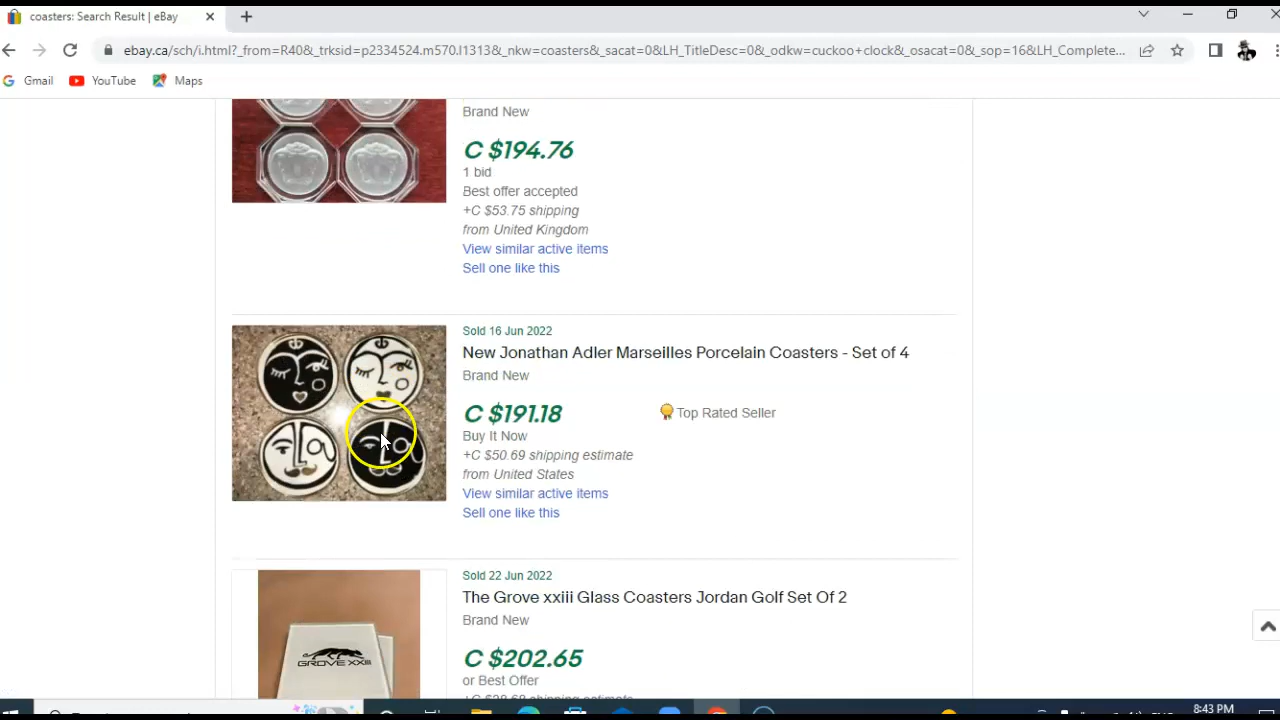 coasters: Search Result | eBay
ebay.ca/sch/i.html?_from=R40&_trksid=p2334524.m570.l1313&_nkw=coasters&_sacat=0&LH_TitleDesc=0&_odkw=cuckoo+clock&_osacat=0&_sop=16&LH_Complete...
Gmail YouTube Maps
Brand New
C $194.76
1 bid
Best offer accepted
+C $53.75 shipping
from United Kingdom
View similar active items
Sell one like this
Sold 16 Jun 2022
New Jonathan Adler Marseilles Porcelain Coasters - Set of 4
Brand New
C $191.18
Top Rated Seller
Buy It Now
+C $50.69 shipping estimate
from United States
View similar active items
Sell one like this
Sold 22 Jun 2022
The Grove xxiii Glass Coasters Jordan Golf Set Of 2
Brand New
GROVE XXIII
C $202.65
or Best Offer
8:43 PM